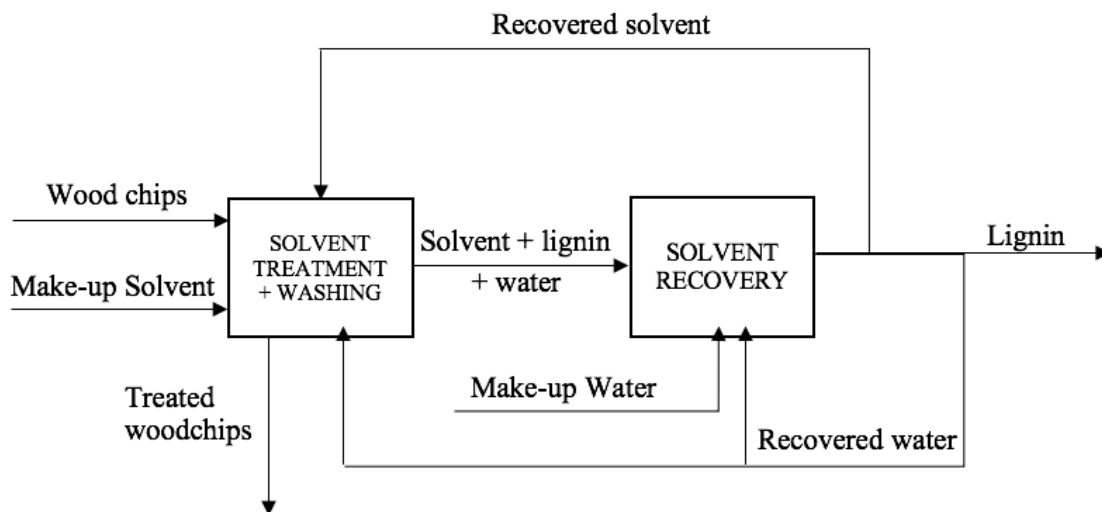 Recovered solvent
Wood chips
Make-up Solvent
SOLVENT
TREATMENT
+ WASHING
Solvent + lignin
+ water
SOLVENT
RECOVERY
Lignin
Treated
woodchips
Make-up Water
Recovered water